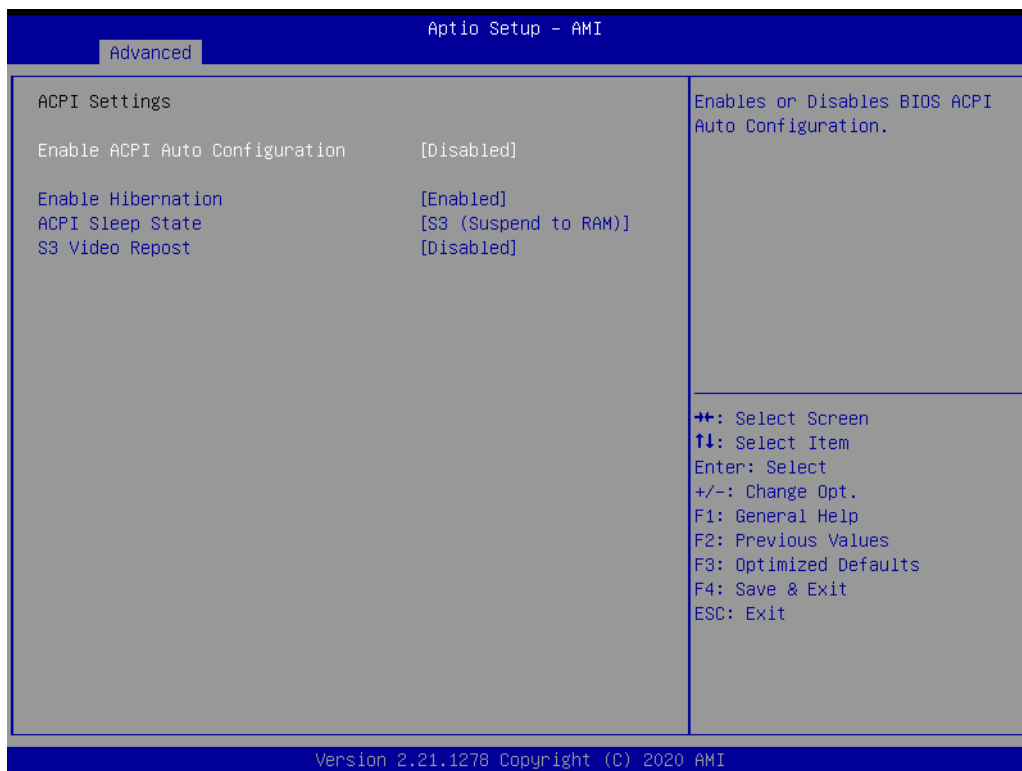 Aptio Setup – AMI
Advanced
ACPI Settings
Enable ACPI Auto Configuration [Disabled]
Enable Hibernation [Enabled]
ACPI Sleep State [S3 (Suspend to RAM)]
S3 Video Repost [Disabled]
Enables or Disables BIOS ACPI
Auto Configuration.
→←: Select Screen
↑↓: Select Item
Enter: Select
+/-: Change Opt.
F1: General Help
F2: Previous Values
F3: Optimized Defaults
F4: Save & Exit
ESC: Exit
Version 2.21.1278 Copyright (C) 2020 AMI